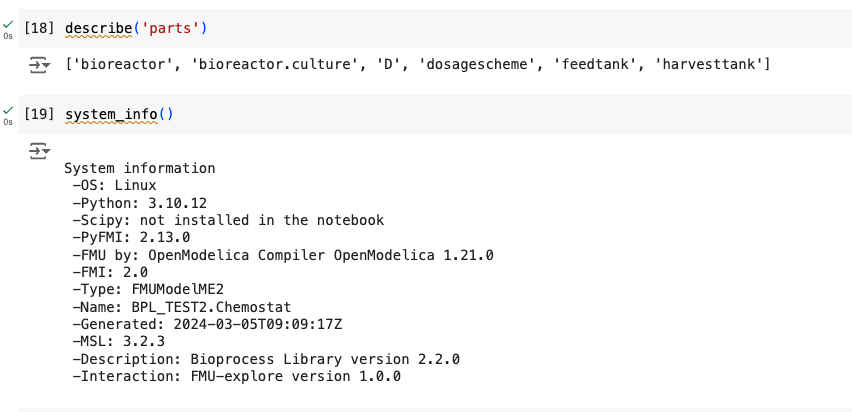 [18] describe('parts')
0s
['bioreactor', 'bioreactor.culture', 'D', 'dosagescheme', 'feedtank', 'harvesttank']
[19] system_info()
0s
System information
-OS: Linux
-Python: 3.10.12
-Scipy: not installed in the notebook
-PyFMI: 2.13.0
-FMU by: OpenModelica Compiler OpenModelica 1.21.0
-FMI: 2.0
-Type: FMUModelME2
-Name: BPL_TEST2.Chemostat
-Generated: 2024-03-05T09:09:17Z
-MSL: 3.2.3
-Description: Bioprocess Library version 2.2.0
-Interaction: FMU-explore version 1.0.0